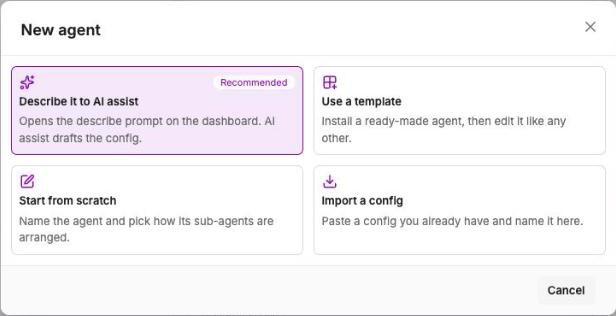 New agent
Recommended
Describe it to AI assist
Opens the describe prompt on the dashboard. AI
assist drafts the config.
Use a template
Install a ready-made agent, then edit it like any
other.
Start from scratch
Name the agent and pick how its sub-agents are
arranged.
Import a config
Paste a config you already have and name it here.
Cancel